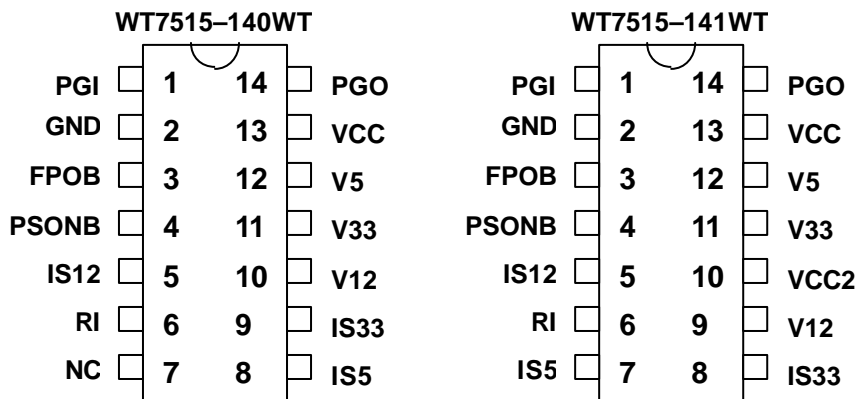 WT7515–140WT
PGI 1 14 PGO
GND 2 13 VCC
FPOB 3 12 V5
PSONB 4 11 V33
IS12 5 10 V12
RI 6 9 IS33
NC 7 8 IS5
WT7515–141WT
PGI 1 14 PGO
GND 2 13 VCC
FPOB 3 12 V5
PSONB 4 11 V33
IS12 5 10 VCC2
RI 6 9 V12
IS5 7 8 IS33